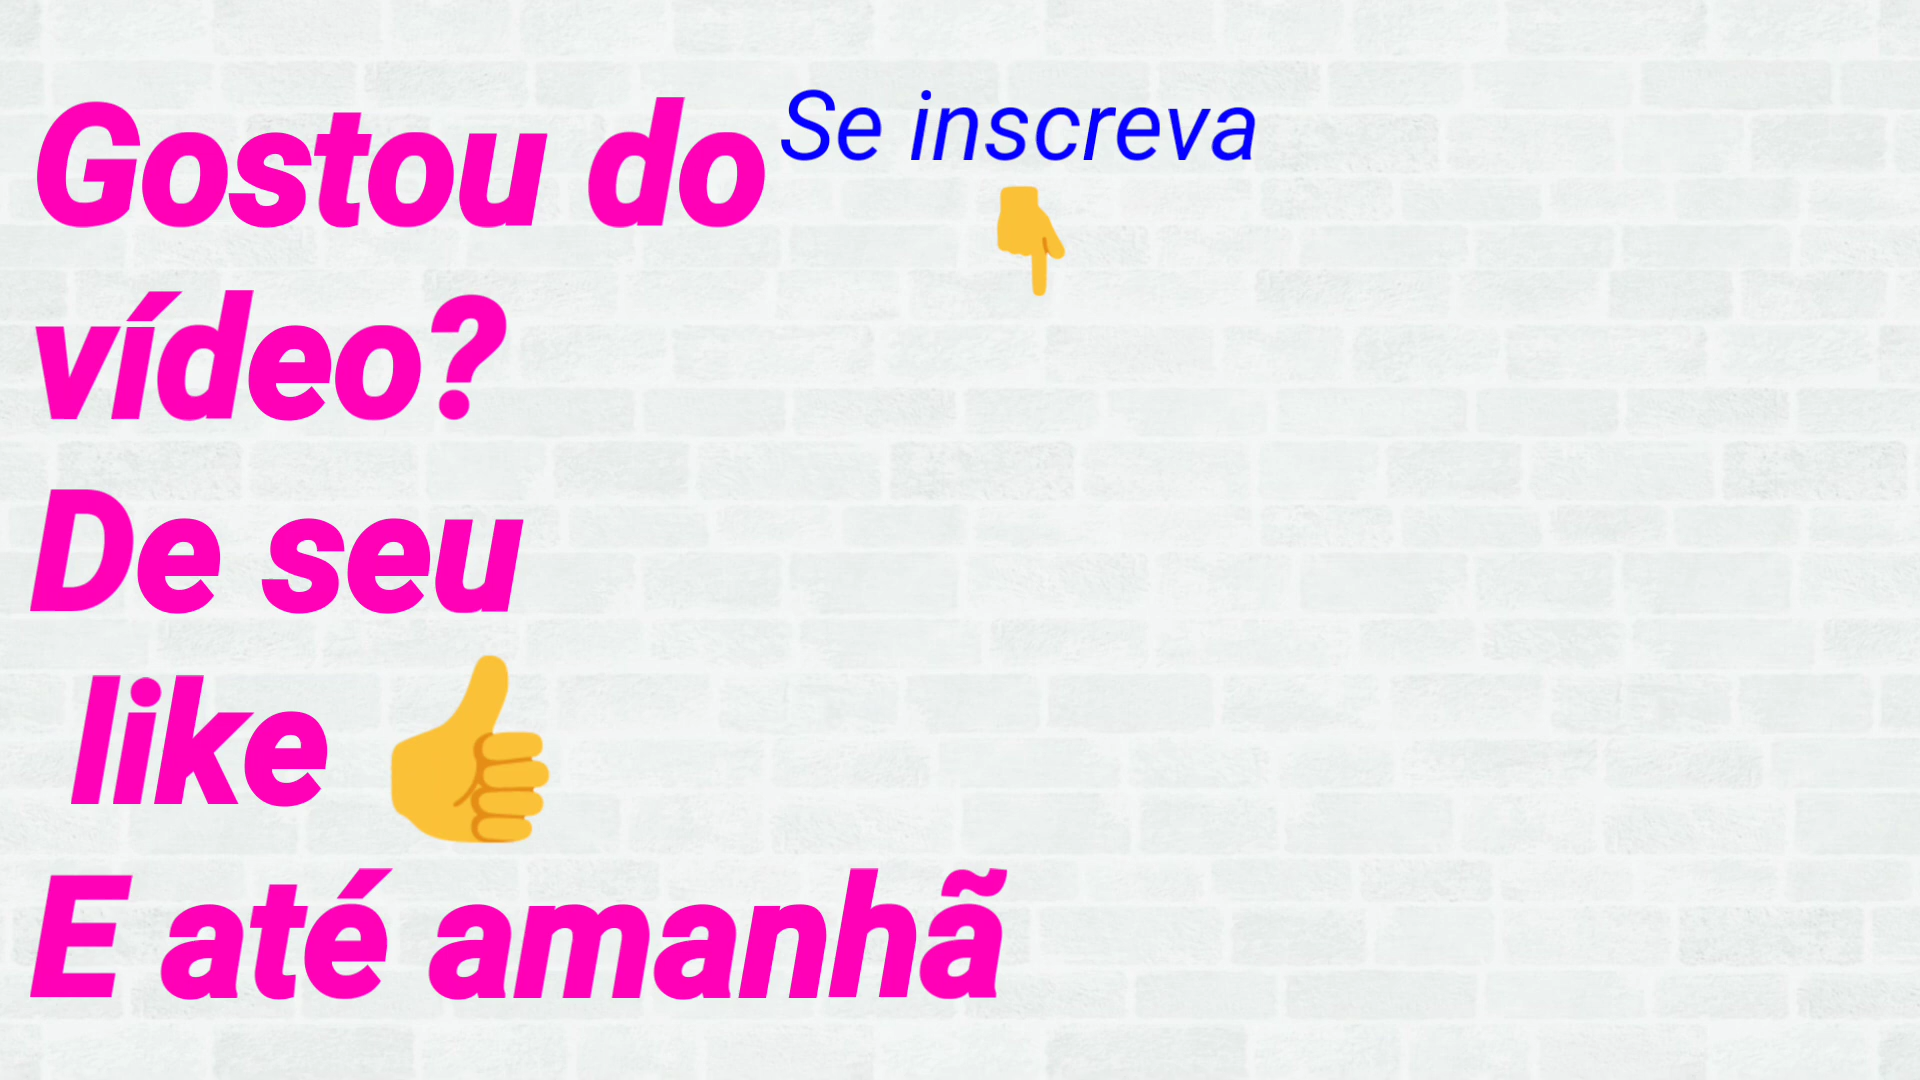 Gostou do
vídeo?
De seu
like 👍
E até amanhã
Se inscreva
👇